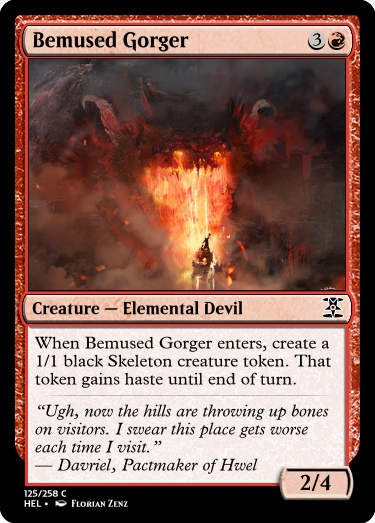 Bemused Gorger 3
Creature — Elemental Devil
When Bemused Gorger enters, create a
1/1 black Skeleton creature token. That
token gains haste until end of turn.
“Ugh, now the hills are throwing up bones
on visitors. I swear this place gets worse
each time I visit.”
— Davriel, Pactmaker of Hwel
2/4
125/258 C
HEL • Florian Zenz